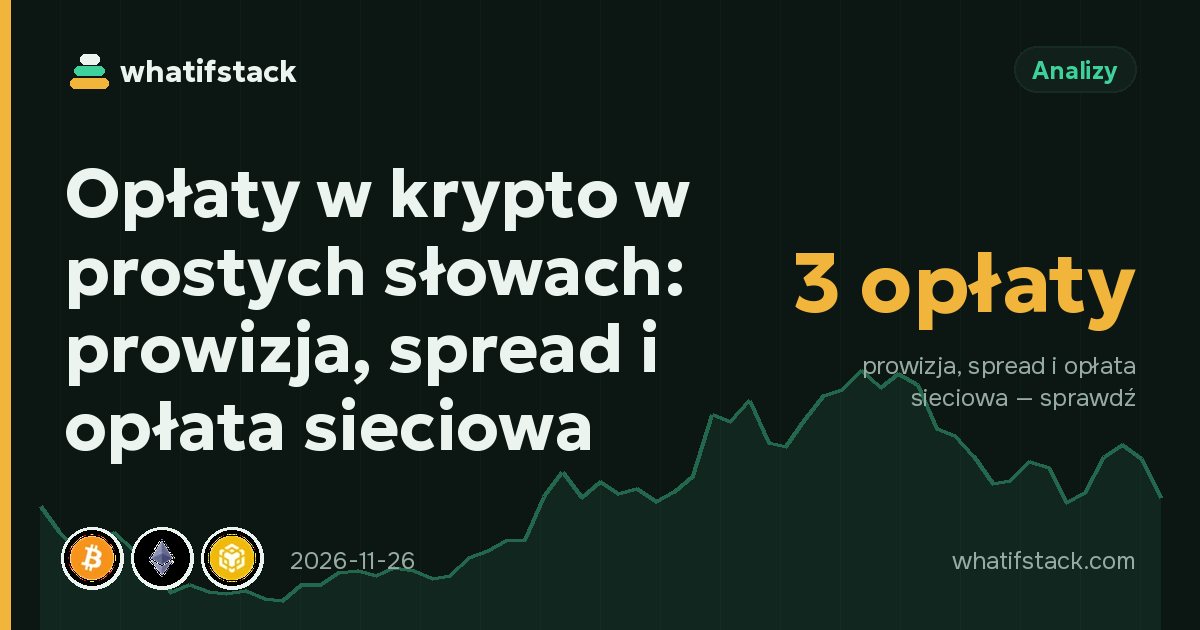 whatifstack
Analizy
Opłaty w krypto w
prostych słowach:
prowizja, spread i
opłata sieciowa
3 opłaty
prowizja, spread i opłata
sieciowa — sprawdź
2026-11-26
whatifstack.com